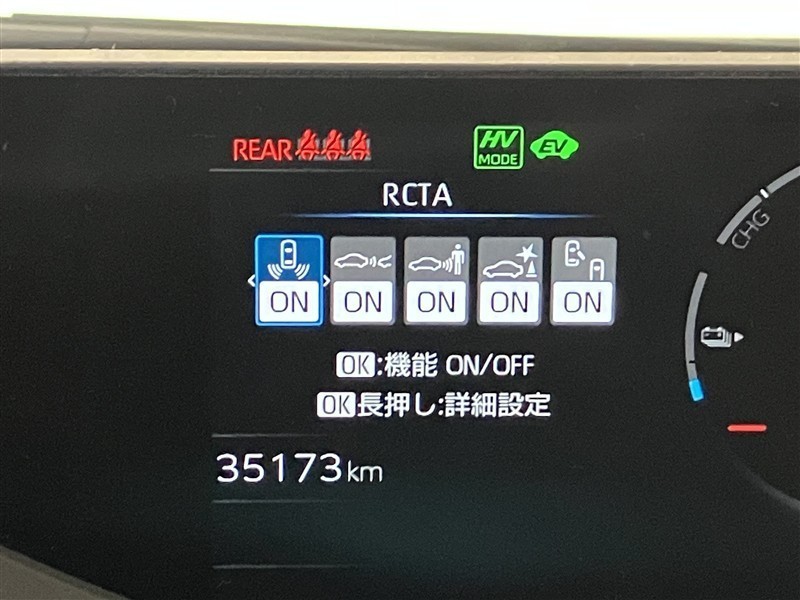 REAR
HV MODE EV
RCTA
ON ON ON ON ON
OK:機能 ON/OFF
OK長押し:詳細設定
35173km
CHG